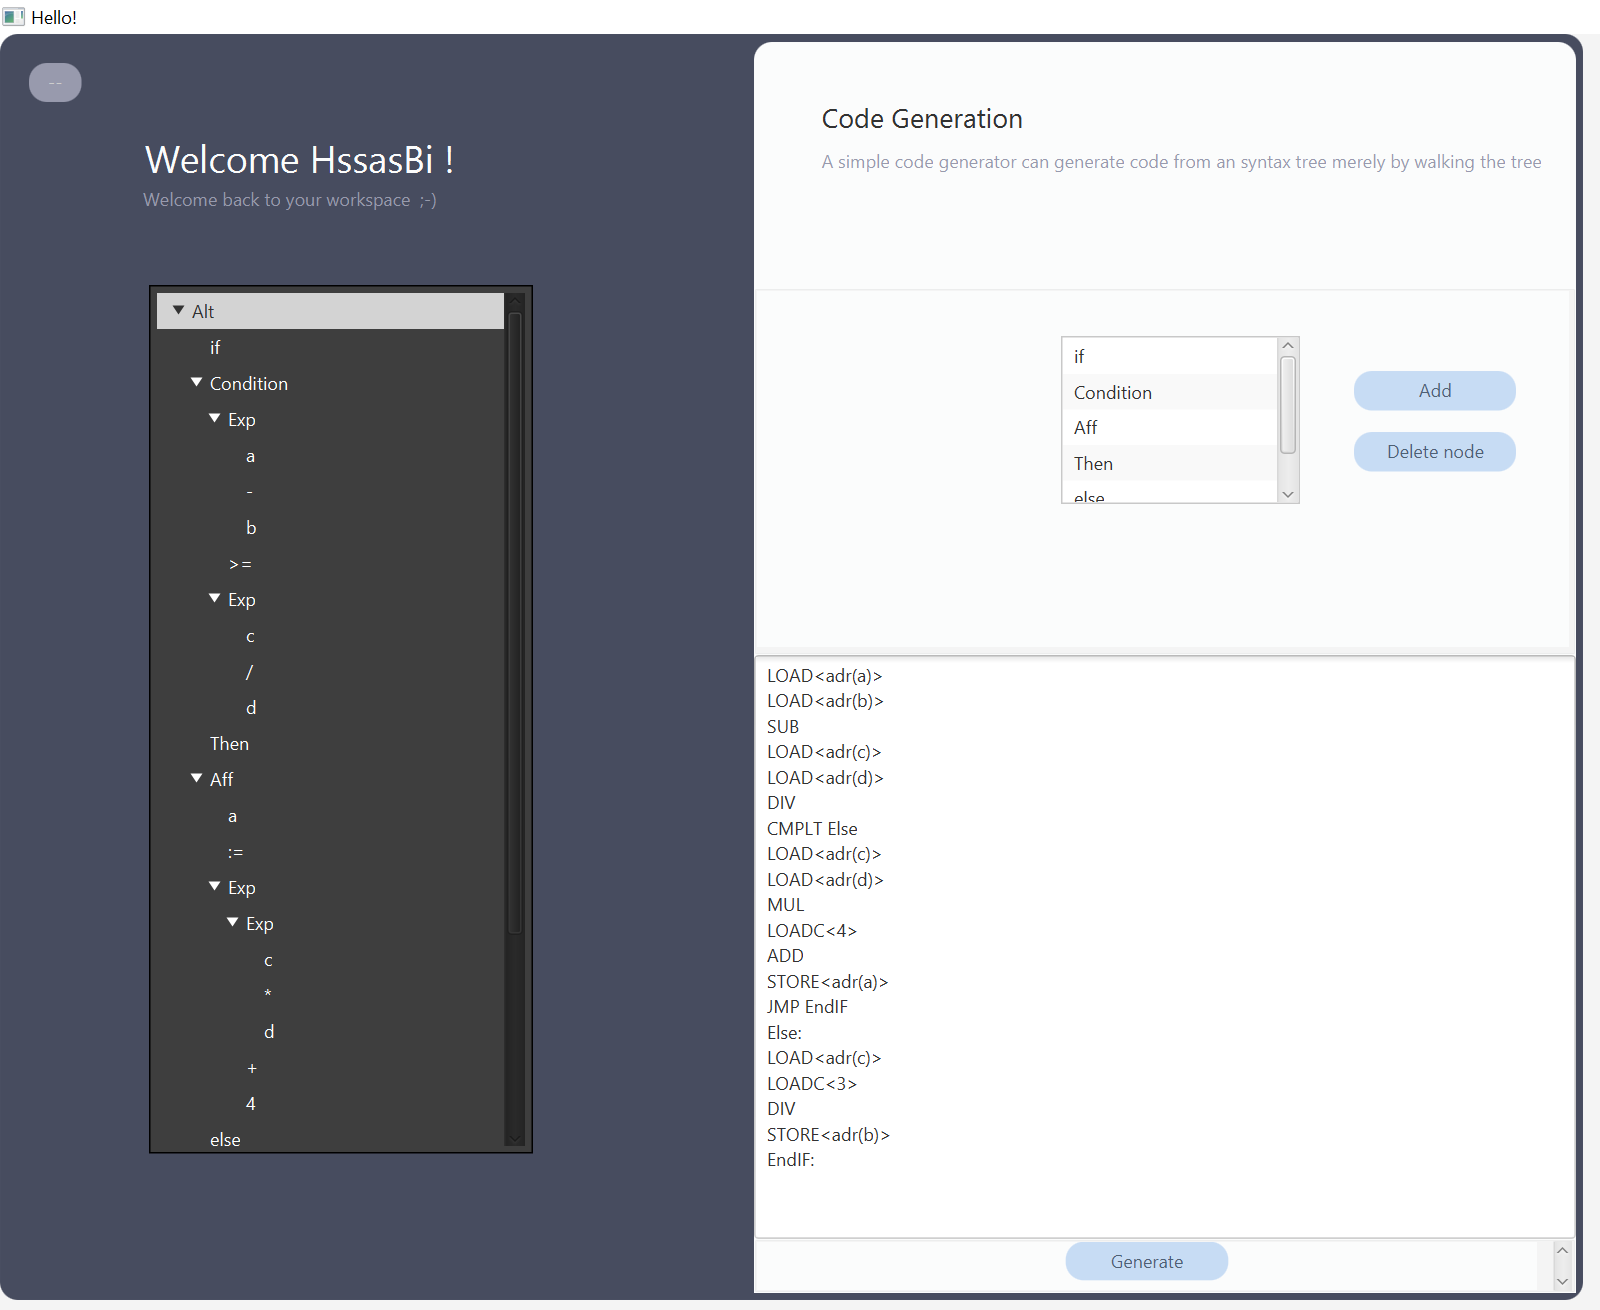 Hello!
--
Welcome HssasBi !
Welcome back to your workspace ;-)
Alt
if
Condition
Exp
a
-
b
>=
Exp
c
/
d
Then
Aff
a
:=
Exp
Exp
c
*
d
+
4
else
Code Generation
A simple code generator can generate code from an syntax tree merely by walking the tree
if
Condition
Aff
Then
else
Add
Delete node
LOAD<adr(a)>
LOAD<adr(b)>
SUB
LOAD<adr(c)>
LOAD<adr(d)>
DIV
CMPLT Else
LOAD<adr(c)>
LOAD<adr(d)>
MUL
LOADC<4>
ADD
STORE<adr(a)>
JMP EndIF
Else:
LOAD<adr(c)>
LOADC<3>
DIV
STORE<adr(b)>
EndIF:
Generate